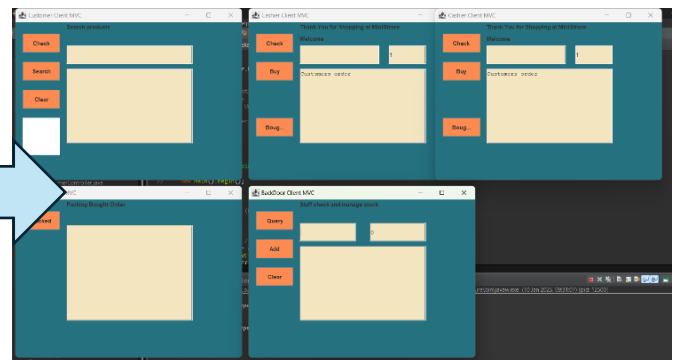 Customer Client MVC
Search products
Check
Search
Clear
Cashier Client MVC
Thank You for Shopping at MiniStore
Welcome
Check
1
Buy
Customers order
Boug...
Cashier Client MVC
Thank You for Shopping at MiniStore
Welcome
Check
1
Buy
Customers order
Boug...
MVC
Packing Bought Order
BackDoor Client MVC
Staff check and manage stock
Query
0
Add
Clear